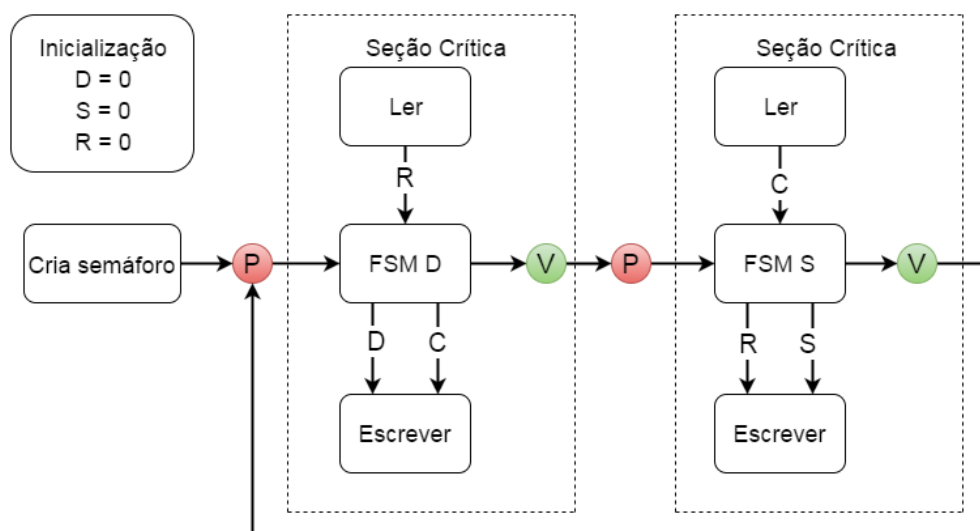 Inicialização
D = 0
S = 0
R = 0
Seção Crítica
Seção Crítica
Ler
Ler
R
C
Cria semáforo
P
FSM D
V
P
FSM S
V
D
C
R
S
Escrever
Escrever